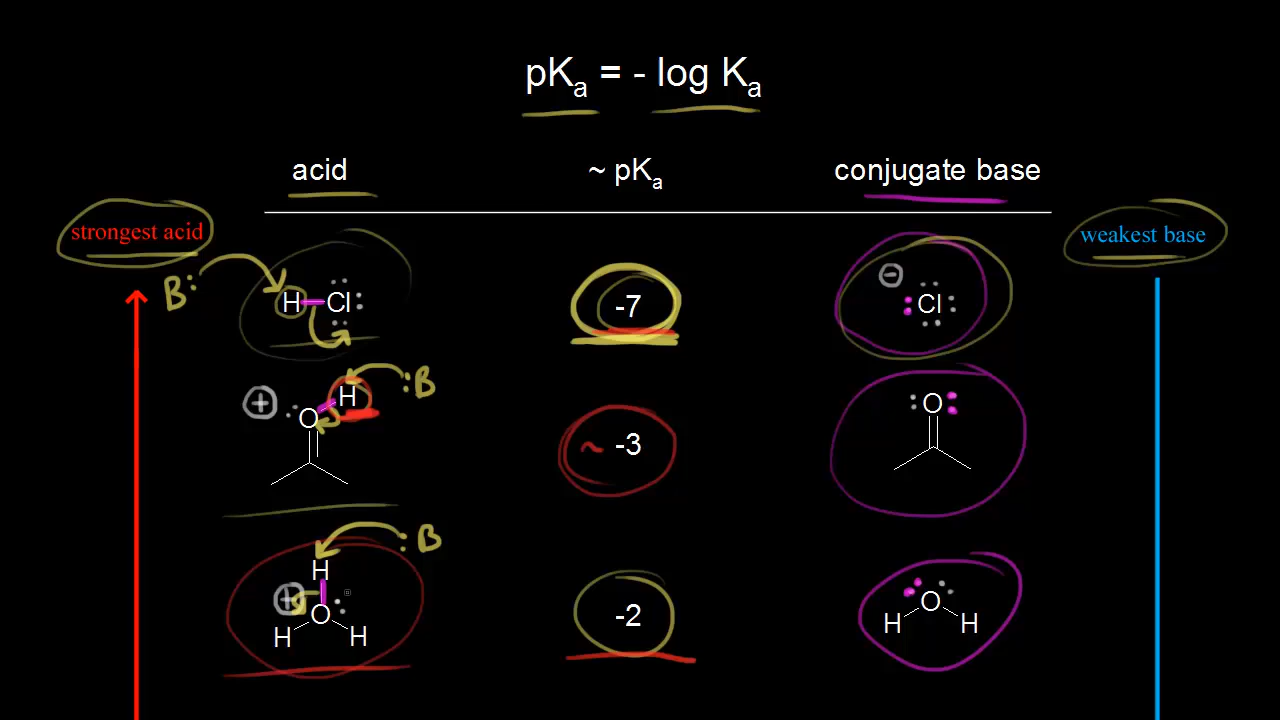 pKa = - log Ka
acid ~ pKa conjugate base
strongest acid weakest base
B: H Cl -7 ⊖ Cl
⊕ O H :B ~ -3 O
H :B
⊕ O H H -2 H O H